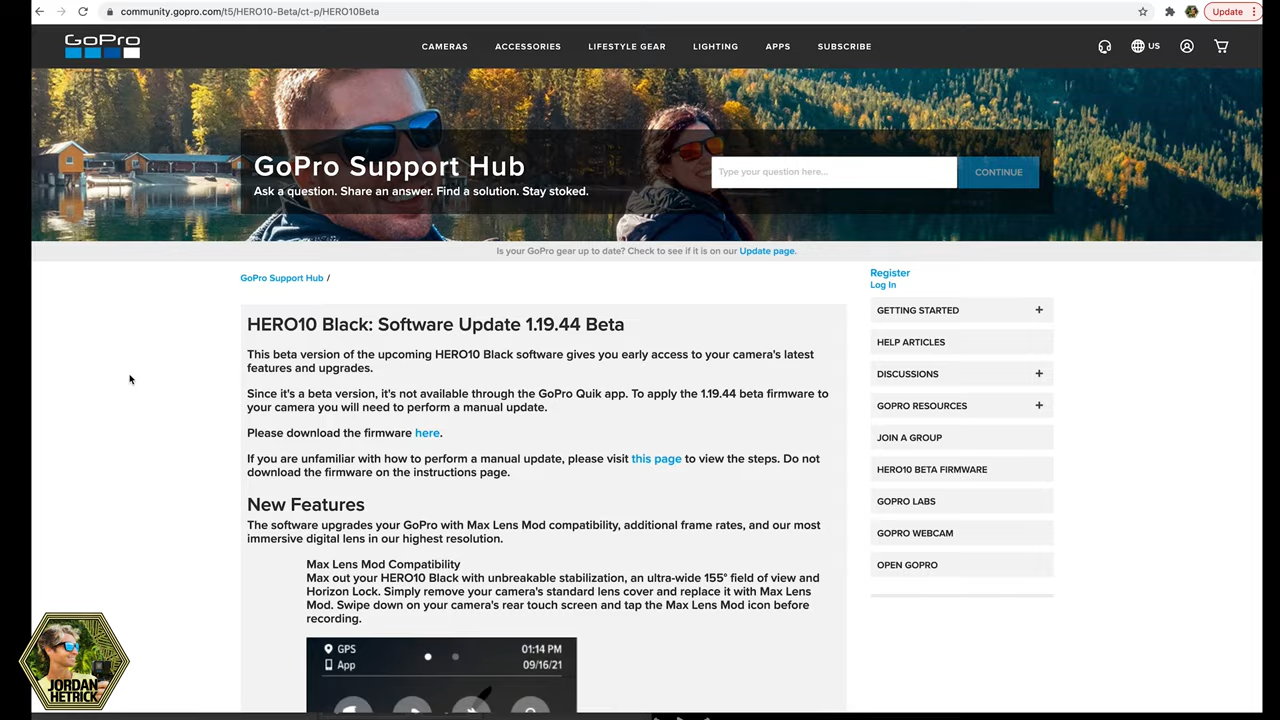 community.gopro.com/t5/HERO10-Beta/ct-p/HERO10Beta
Update
GoPro
CAMERAS
ACCESSORIES
LIFESTYLE GEAR
LIGHTING
APPS
SUBSCRIBE
US
GoPro Support Hub
Ask a question. Share an answer. Find a solution. Stay stoked.
Type your question here...
CONTINUE
Is your GoPro gear up to date? Check to see if it is on our Update page.
GoPro Support Hub /
HERO10 Black: Software Update 1.19.44 Beta
This beta version of the upcoming HERO10 Black software gives you early access to your camera's latest
features and upgrades.
Since it's a beta version, it's not available through the GoPro Quik app. To apply the 1.19.44 beta firmware to
your camera you will need to perform a manual update.
Please download the firmware here.
If you are unfamiliar with how to perform a manual update, please visit this page to view the steps. Do not
download the firmware on the instructions page.
New Features
The software upgrades your GoPro with Max Lens Mod compatibility, additional frame rates, and our most
immersive digital lens in our highest resolution.
Max Lens Mod Compatibility
Max out your HERO10 Black with unbreakable stabilization, an ultra-wide 155° field of view and
Horizon Lock. Simply remove your camera's standard lens cover and replace it with Max Lens
Mod. Swipe down on your camera's rear touch screen and tap the Max Lens Mod icon before
recording.
GPS
App
01:14 PM
09/16/21
Register
Log In
GETTING STARTED +
HELP ARTICLES
DISCUSSIONS +
GOPRO RESOURCES +
JOIN A GROUP
HERO10 BETA FIRMWARE
GOPRO LABS
GOPRO WEBCAM
OPEN GOPRO
JORDAN
HETRICK